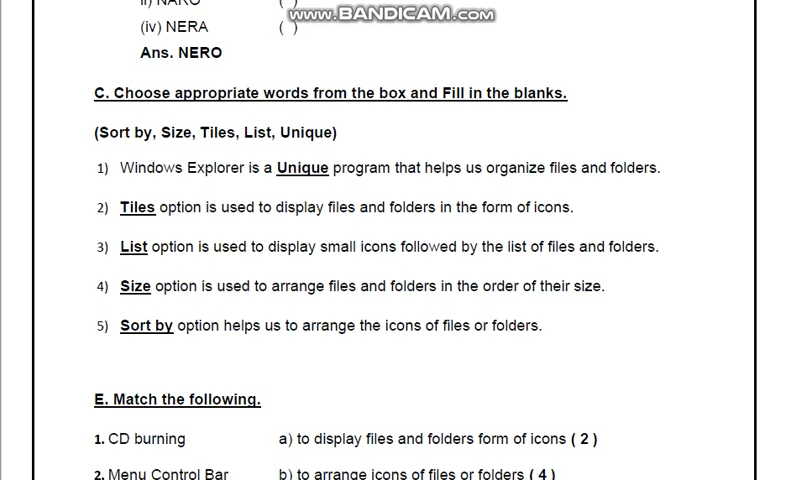 ii) NARO ( )
www.BANDICAM.com
(iv) NERA ( )
Ans. NERO
C. Choose appropriate words from the box and Fill in the blanks.
(Sort by, Size, Tiles, List, Unique)
1) Windows Explorer is a Unique program that helps us organize files and folders.
2) Tiles option is used to display files and folders in the form of icons.
3) List option is used to display small icons followed by the list of files and folders.
4) Size option is used to arrange files and folders in the order of their size.
5) Sort by option helps us to arrange the icons of files or folders.
E. Match the following.
1. CD burning a) to display files and folders form of icons ( 2 )
2. Menu Control Bar b) to arrange icons of files or folders ( 4 )